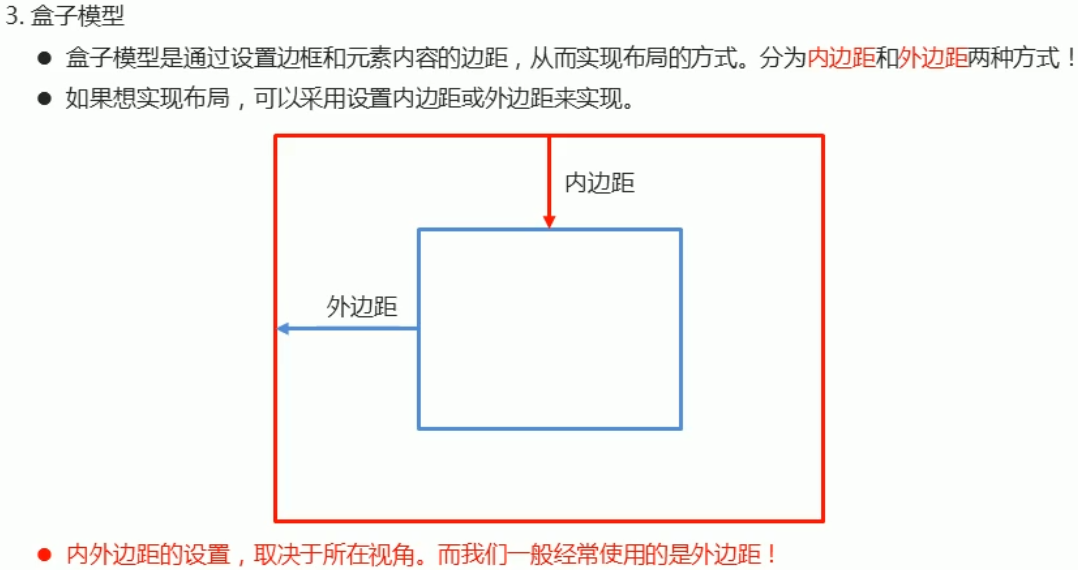 3. 盒子模型
● 盒子模型是通过设置边框和元素内容的边距，从而实现布局的方式。分为内边距和外边距两种方式！
● 如果想实现布局，可以采用设置内边距或外边距来实现。
内边距
外边距
● 内外边距的设置，取决于所在视角。而我们一般经常使用的是外边距！